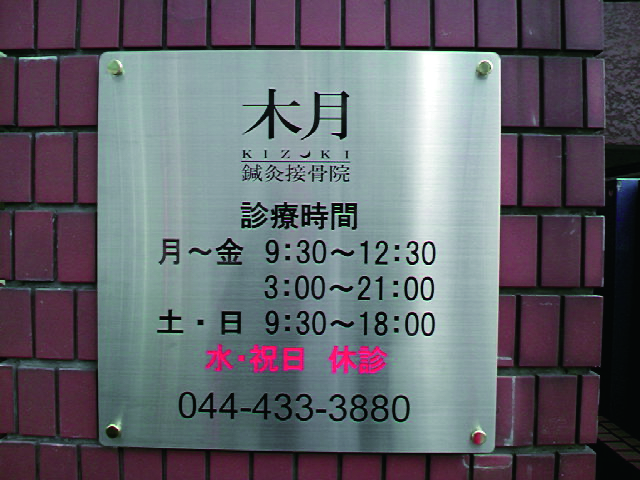 木月
KIZUKI
鍼灸接骨院
診療時間
月～金 9:30～12:30
3:00～21:00
土・日 9:30～18:00
水・祝日 休診
044-433-3880